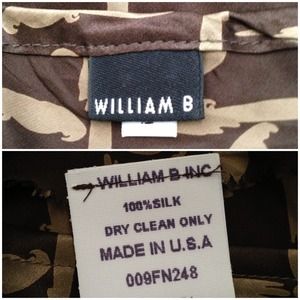 WILLIAM B
WILLIAM B INC
100%SILK
DRY CLEAN ONLY
MADE IN U.S.A
009FN248